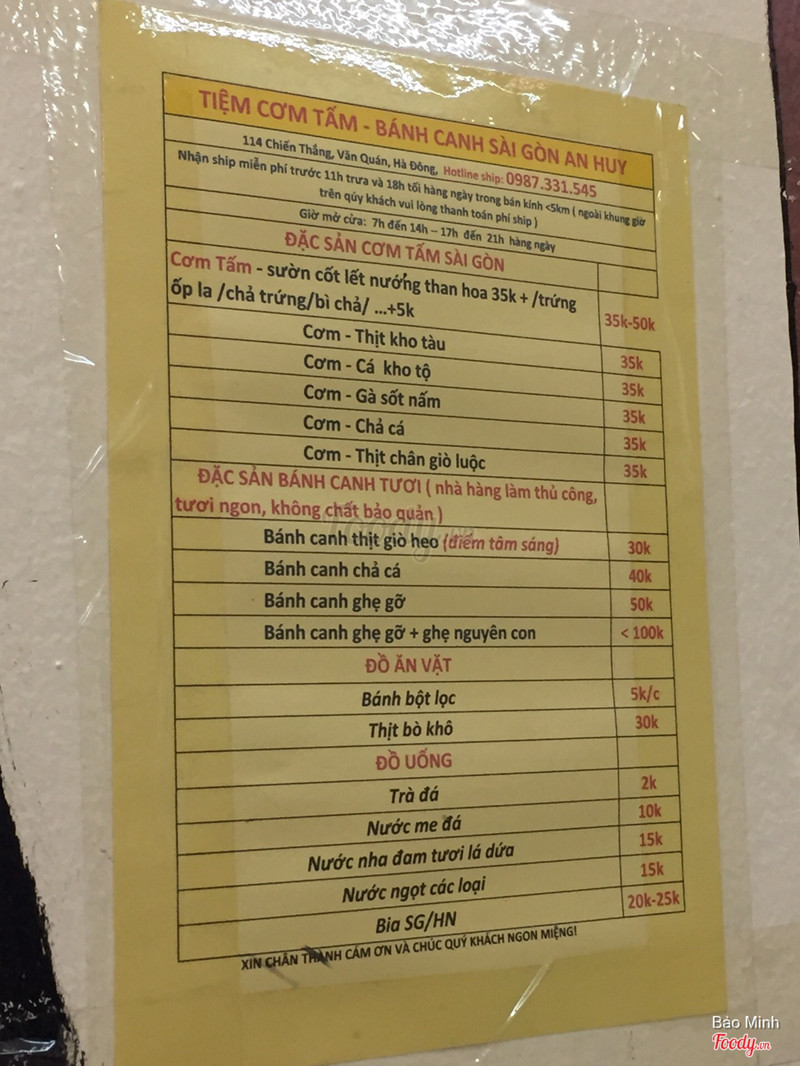 TIỆM CƠM TẤM - BÁNH CANH SÀI GÒN AN HUY
114 Chiến Thắng, Văn Quán, Hà Đông, Hotline ship: 0987.331.545
Nhận ship miễn phí trước 11h trưa và 18h tối hàng ngày trong bán kính <5km ( ngoài khung giờ
trên quý khách vui lòng thanh toán phí ship )
Giờ mở cửa: 7h đến 14h – 17h đến 21h hàng ngày
ĐẶC SẢN CƠM TẤM SÀI GÒN
Cơm Tấm - sườn cốt lết nướng than hoa 35k + /trứng
ốp la /chả trứng/bì chả/ ...+5k 35k-50k
Cơm - Thịt kho tàu 35k
Cơm - Cá kho tộ 35k
Cơm - Gà sốt nấm 35k
Cơm - Chả cá 35k
Cơm - Thịt chân giò luộc 35k
ĐẶC SẢN BÁNH CANH TƯƠI ( nhà hàng làm thủ công,
tươi ngon, không chất bảo quản )
Bánh canh thịt giò heo (điểm tâm sáng) 30k
Bánh canh chả cá 40k
Bánh canh ghẹ gỡ 50k
Bánh canh ghẹ gỡ + ghẹ nguyên con < 100k
ĐỒ ĂN VẶT
Bánh bột lọc 5k/c
Thịt bò khô 30k
ĐỒ UỐNG
Trà đá 2k
Nước me đá 10k
Nước nha đam tươi lá dứa 15k
Nước ngọt các loại 15k
Bia SG/HN 20k-25k
XIN CHÂN THÀNH CÁM ƠN VÀ CHÚC QUÝ KHÁCH NGON MIỆNG!
Foody.vn
Bảo Minh
Foody.vn